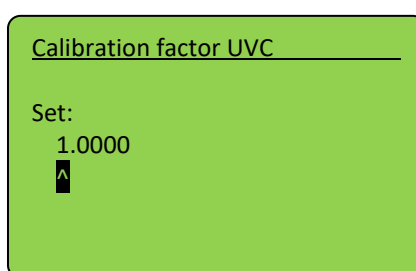 Calibration factor UVC
Set:
1.0000
^